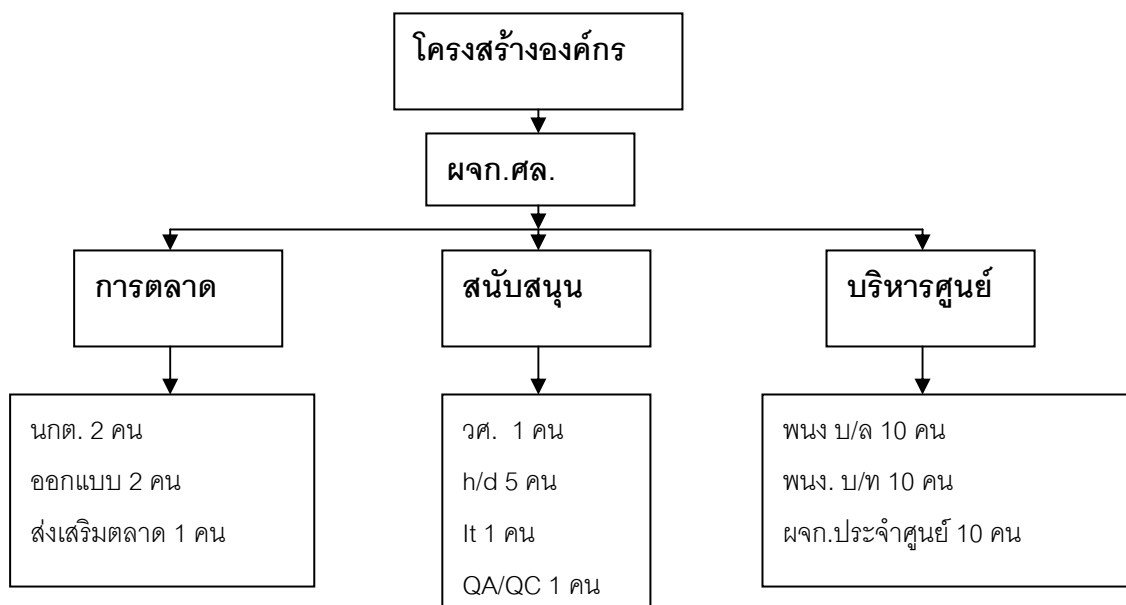 โครงสร้างองค์กร
ผจก.ศล.
การตลาด
สนับสนุน
บริหารศูนย์
นกต. 2 คน
ออกแบบ 2 คน
ส่งเสริมตลาด 1 คน
วศ. 1 คน
h/d 5 คน
It 1 คน
QA/QC 1 คน
พนง บ/ล 10 คน
พนง. บ/ท 10 คน
ผจก.ประจำศูนย์ 10 คน